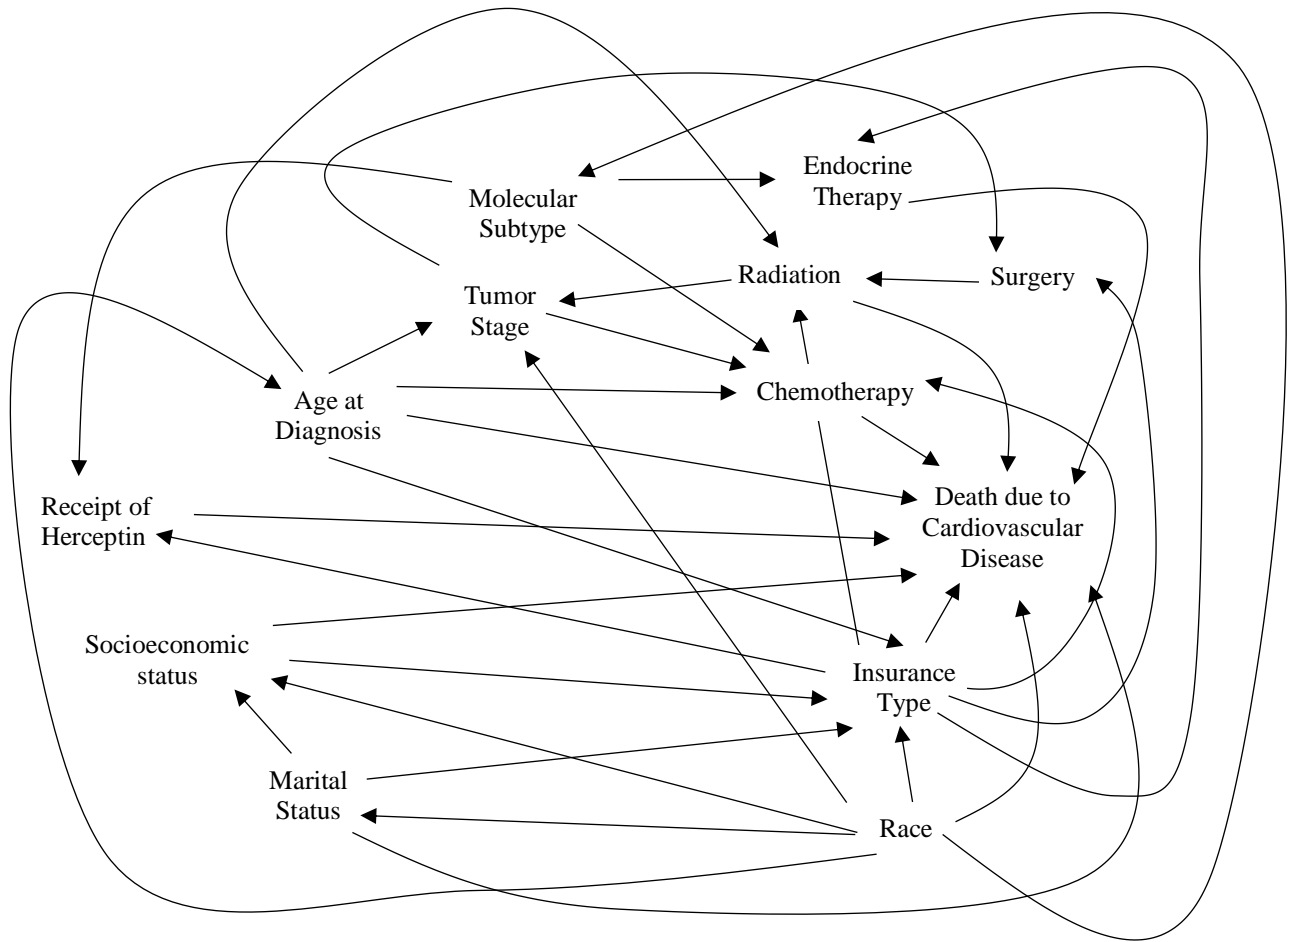 Endocrine
Therapy
Molecular
Subtype
Radiation
Surgery
Tumor
Stage
Chemotherapy
Age at
Diagnosis
Receipt of
Herceptin
Death due to
Cardiovascular
Disease
Socioeconomic
status
Insurance
Type
Marital
Status
Race